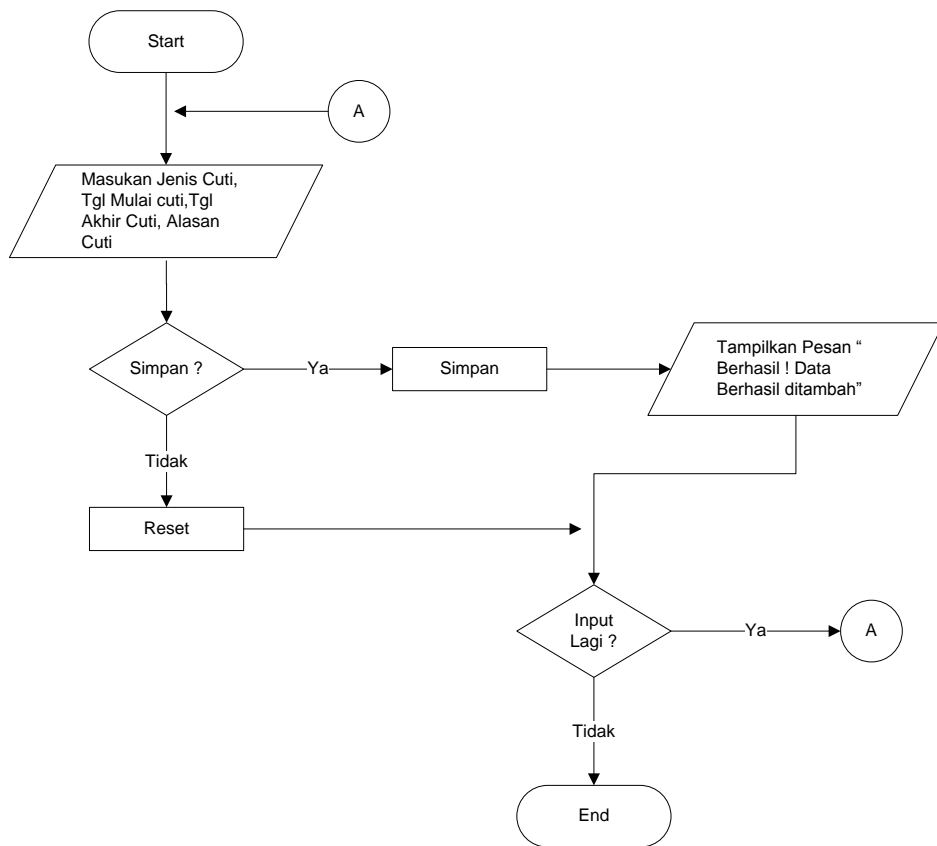 Start
A
Masukan Jenis Cuti,
Tgl Mulai cuti,Tgl
Akhir Cuti, Alasan
Cuti
Simpan ?
Ya
Simpan
Tampilkan Pesan “
Berhasil ! Data
Berhasil ditambah”
Tidak
Reset
Input
Lagi ?
Ya
A
Tidak
End